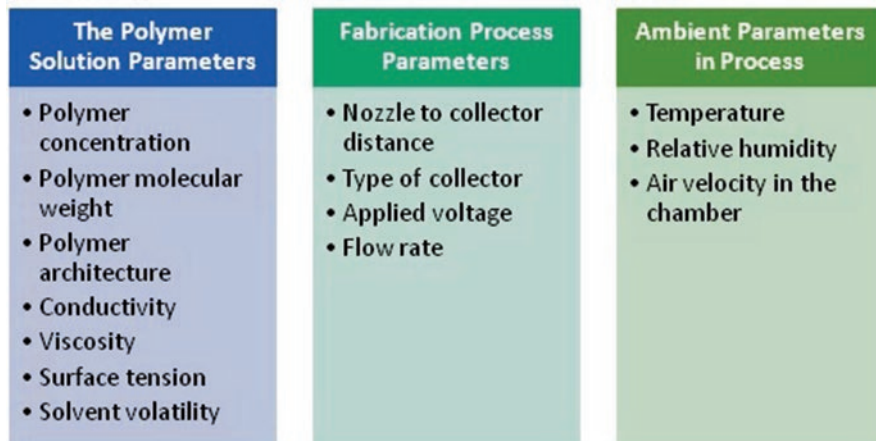 The Polymer
Solution Parameters
• Polymer
concentration
• Polymer molecular
weight
• Polymer
architecture
• Conductivity
• Viscosity
• Surface tension
• Solvent volatility
Fabrication Process
Parameters
• Nozzle to collector
distance
• Type of collector
• Applied voltage
• Flow rate
Ambient Parameters
in Process
• Temperature
• Relative humidity
• Air velocity in the
chamber